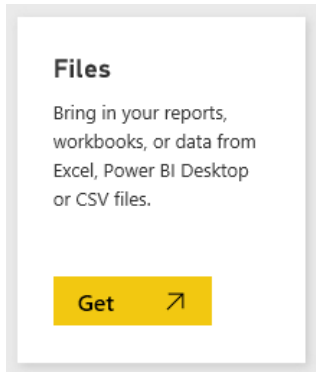 Files
Bring in your reports,
workbooks, or data from
Excel, Power BI Desktop
or CSV files.
Get